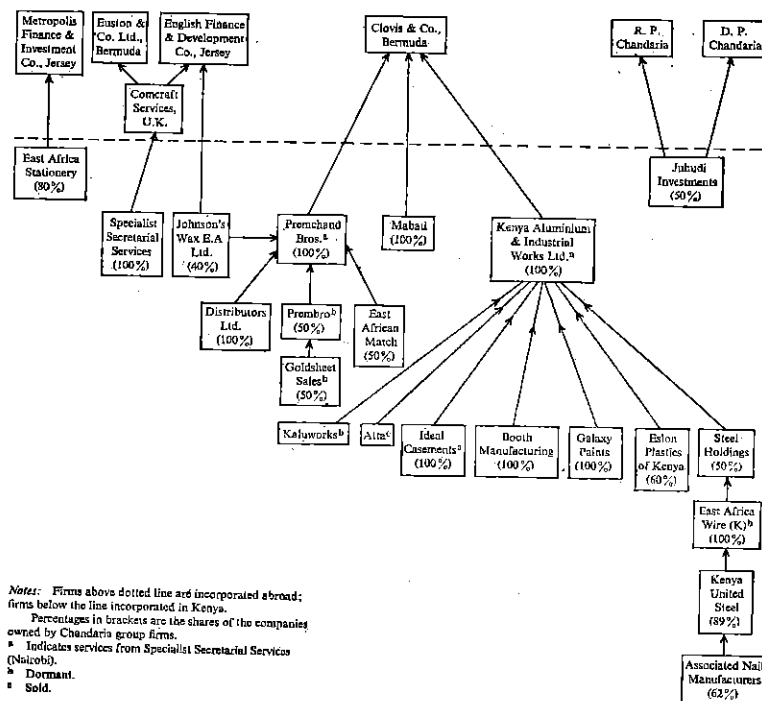 Metropolis
Finance &
Investment
Co., Jersey
Euston &
Co. Ltd.,
Bermuda
English Finance
& Development
Co., Jersey
Clovis & Co.,
Bermuda
R. P.
Chandaria
D. P.
Chandaria
Comcraft
Services,
U.K.
East Africa
Stationery
(80%)
Juhudi
Investments
(50%)
Specialist
Secretarial
Services
(100%)
Johnson's
Wax E.A
Ltd.
(40%)
Premchand
Bros.ᵃ
(100%)
Mabati
(100%)
Kenya Aluminium
& Industrial
Works Ltd.ᵃ
(100%)
Distributors
Ltd.
(100%)
Prembroᵇ
(50%)
East
African
Match
(50%)
Goldsheet
Salesᵇ
(50%)
Kaluworksᵇ
Attaᶜ
Ideal
Casementsᵃ
(100%)
Booth
Manufacturing
(100%)
Galaxy
Paints
(100%)
Eslon
Plastics
of Kenya
(60%)
Steel
Holdings
(50%)
East Africa
Wire (K)ᵇ
(100%)
Kenya
United
Steel
(89%)
Associated Nail
Manufacturers
(62%)
Notes: Firms above dotted line are incorporated abroad;
firms below the line incorporated in Kenya.
Percentages in brackets are the shares of the companies
owned by Chandaria group firms.
ᵃ Indicates services from Specialist Secretarial Services
(Nairobi).
ᵇ Dormant.
ᶜ Sold.